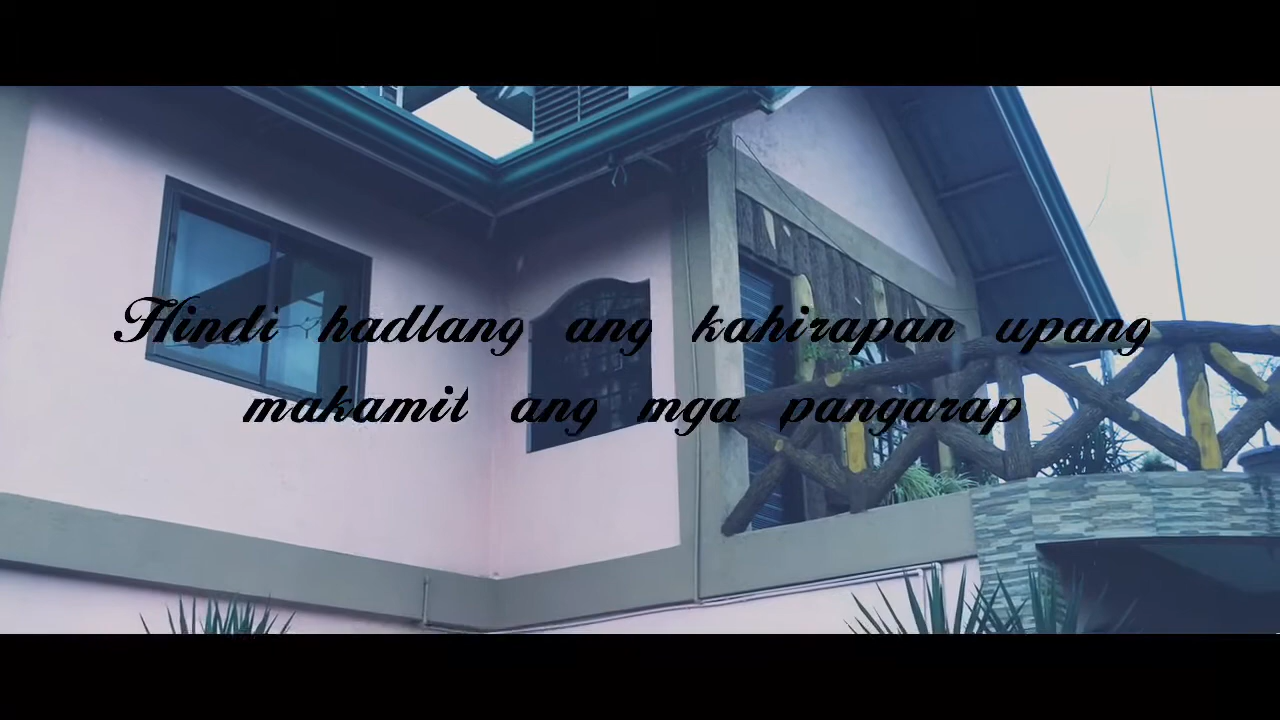 Hindi hadlang ang kahirapan upang
makamit ang mga pangarap